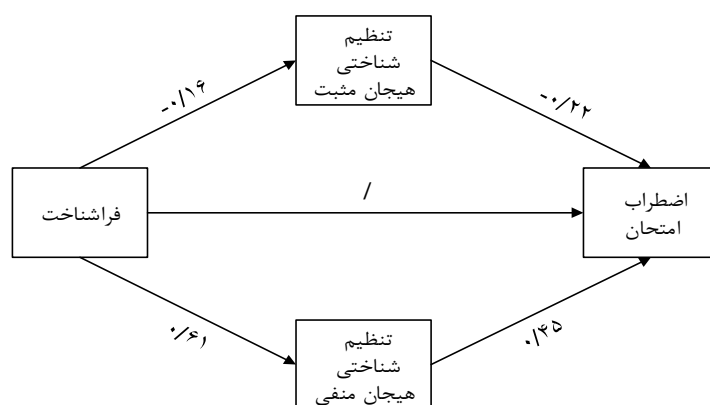 تنظیم
شناختی
هیجان مثبت
-۰/۱۶
-۰/۲۲
فراشناخت
/
اضطراب
امتحان
۰/۶۱
۰/۴۵
تنظیم
شناختی
هیجان منفی